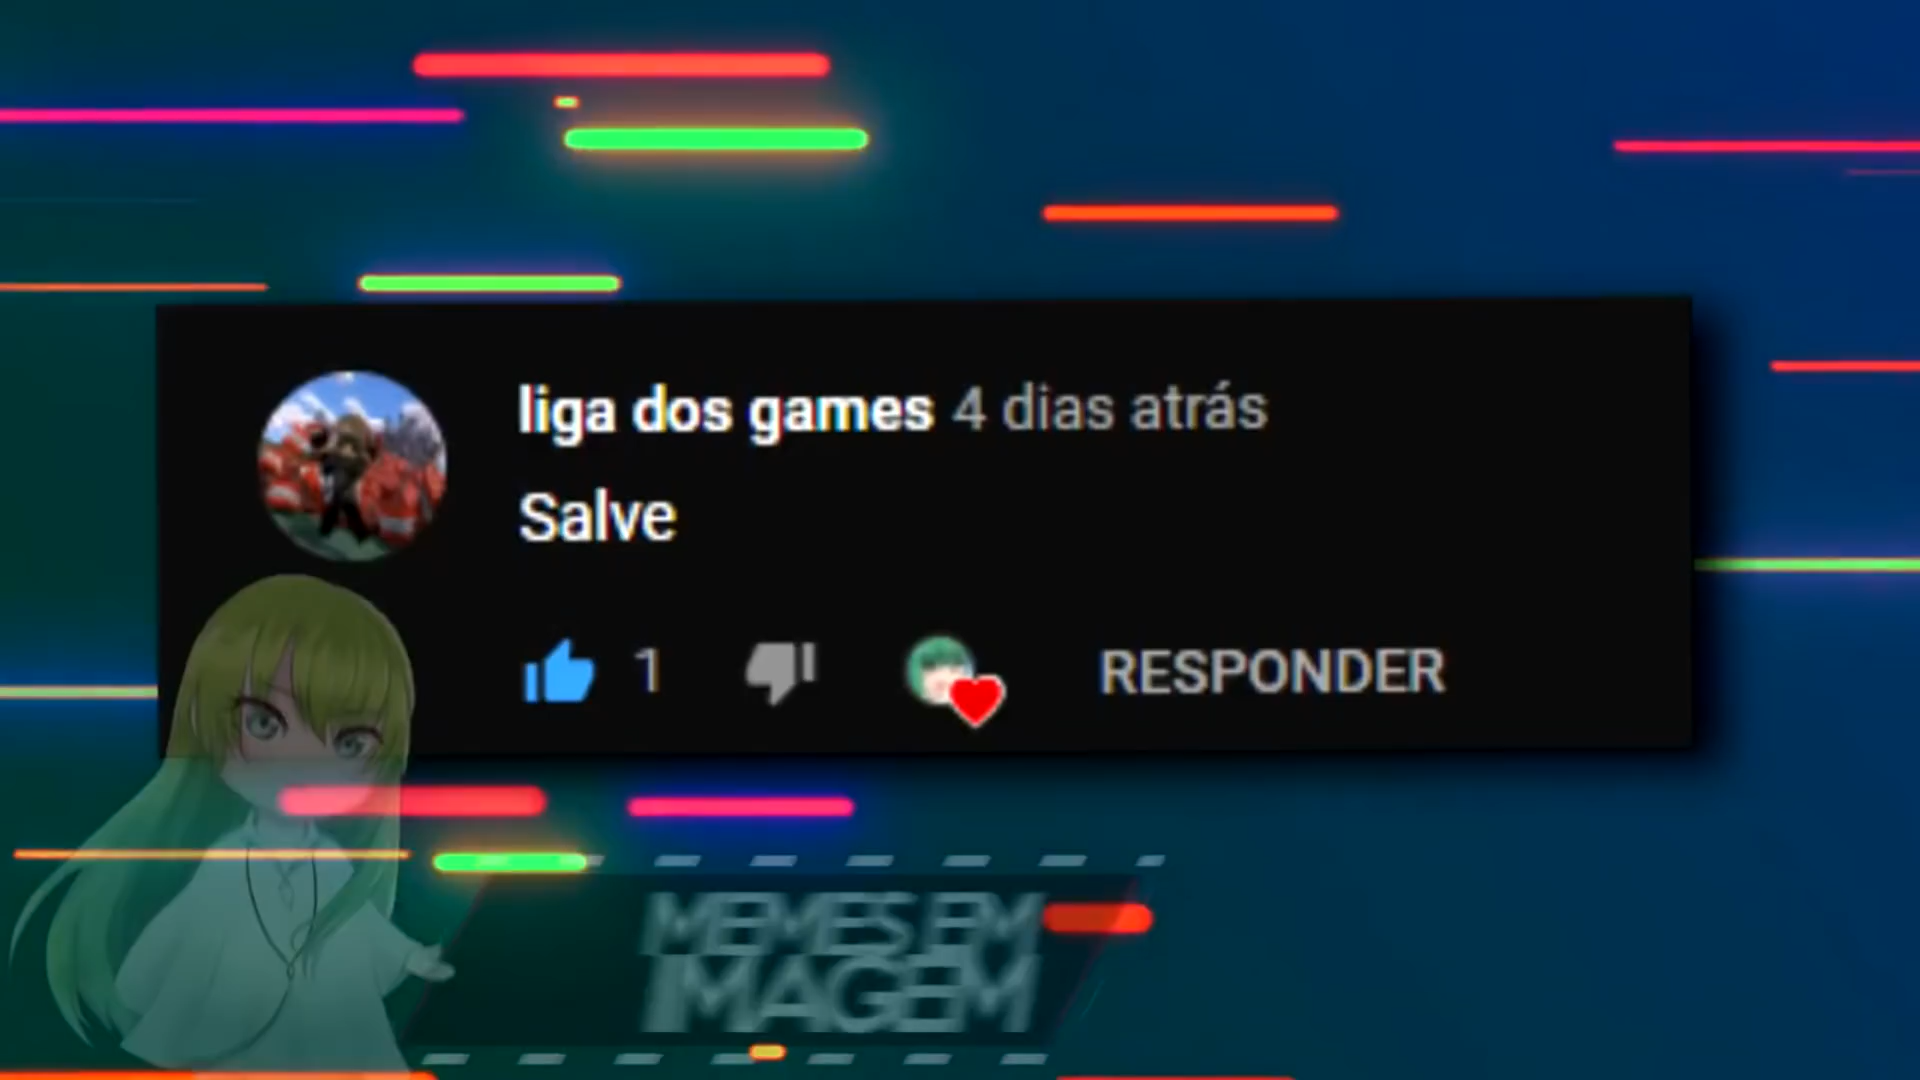 liga dos games 4 dias atrás
Salve
1
RESPONDER
MEMES EM
IMAGEM